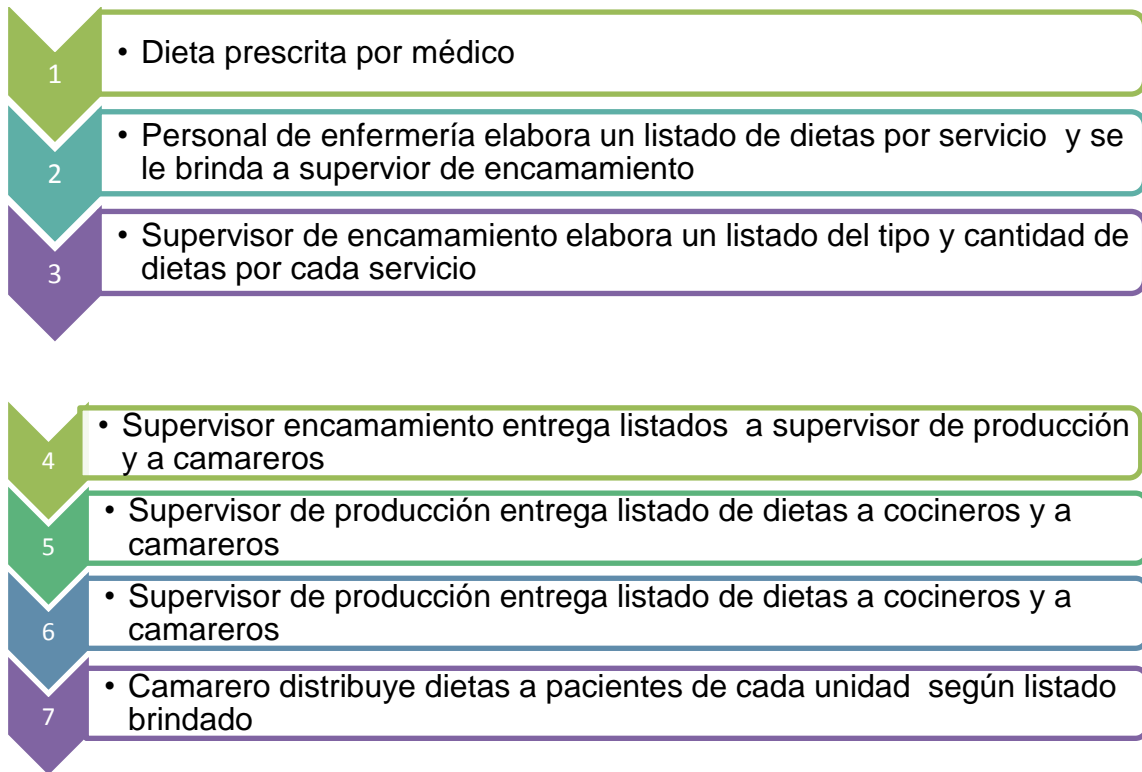 1
• Dieta prescrita por médico
2
• Personal de enfermería elabora un listado de dietas por servicio  y se
le brinda a supervior de encamamiento
3
• Supervisor de encamamiento elabora un listado del tipo y cantidad de
dietas por cada servicio
4
• Supervisor encamamiento entrega listados  a supervisor de producción
y a camareros
5
• Supervisor de producción entrega listado de dietas a cocineros y a
camareros
6
• Supervisor de producción entrega listado de dietas a cocineros y a
camareros
7
• Camarero distribuye dietas a pacientes de cada unidad  según listado
brindado